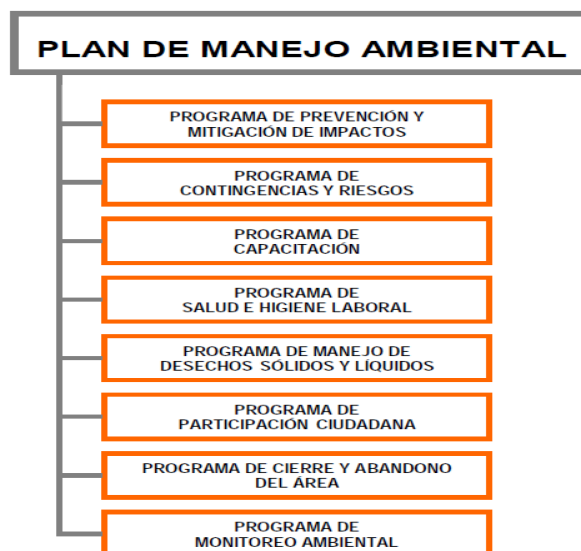 PLAN DE MANEJO AMBIENTAL
PROGRAMA DE PREVENCIÓN Y
MITIGACIÓN DE IMPACTOS
PROGRAMA DE
CONTINGENCIAS Y RIESGOS
PROGRAMA DE
CAPACITACIÓN
PROGRAMA DE
SALUD E HIGIENE LABORAL
PROGRAMA DE MANEJO DE
DESECHOS SÓLIDOS Y LÍQUIDOS
PROGRAMA DE
PARTICIPACIÓN CIUDADANA
PROGRAMA DE CIERRE Y ABANDONO
DEL ÁREA
PROGRAMA DE
MONITOREO AMBIENTAL